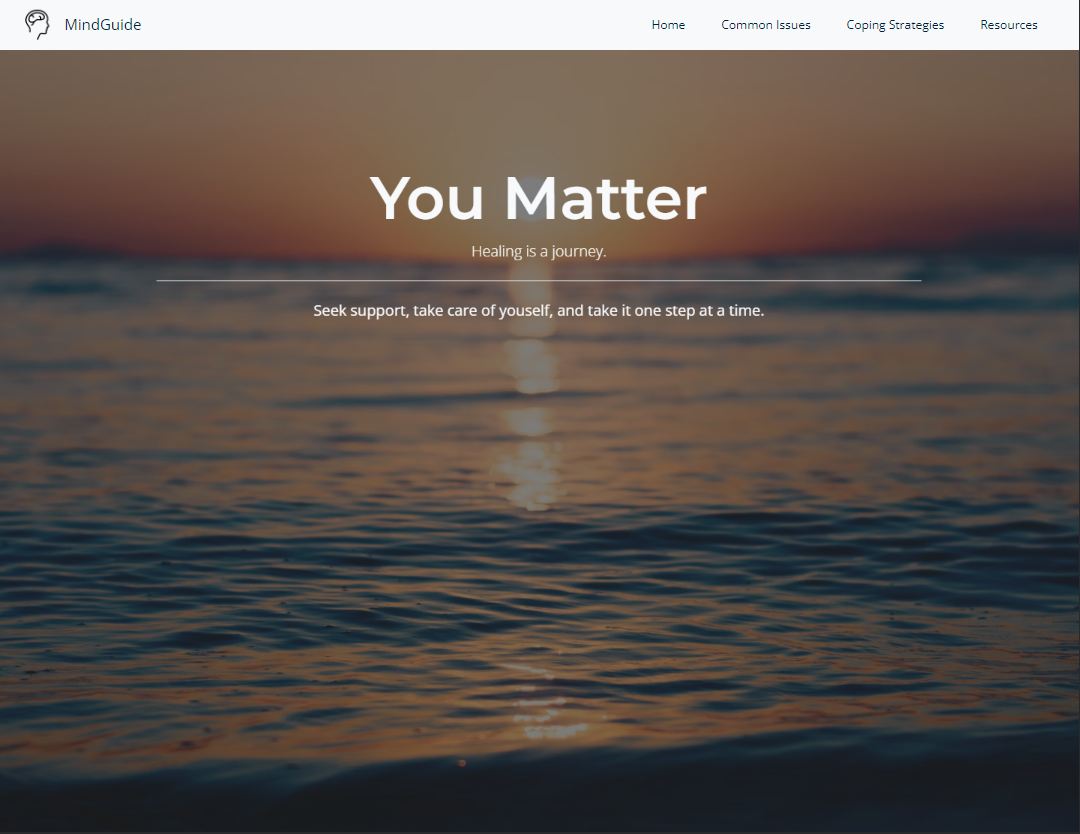 MindGuide
Home
Common Issues
Coping Strategies
Resources
You Matter
Healing is a journey.
Seek support, take care of youself, and take it one step at a time.